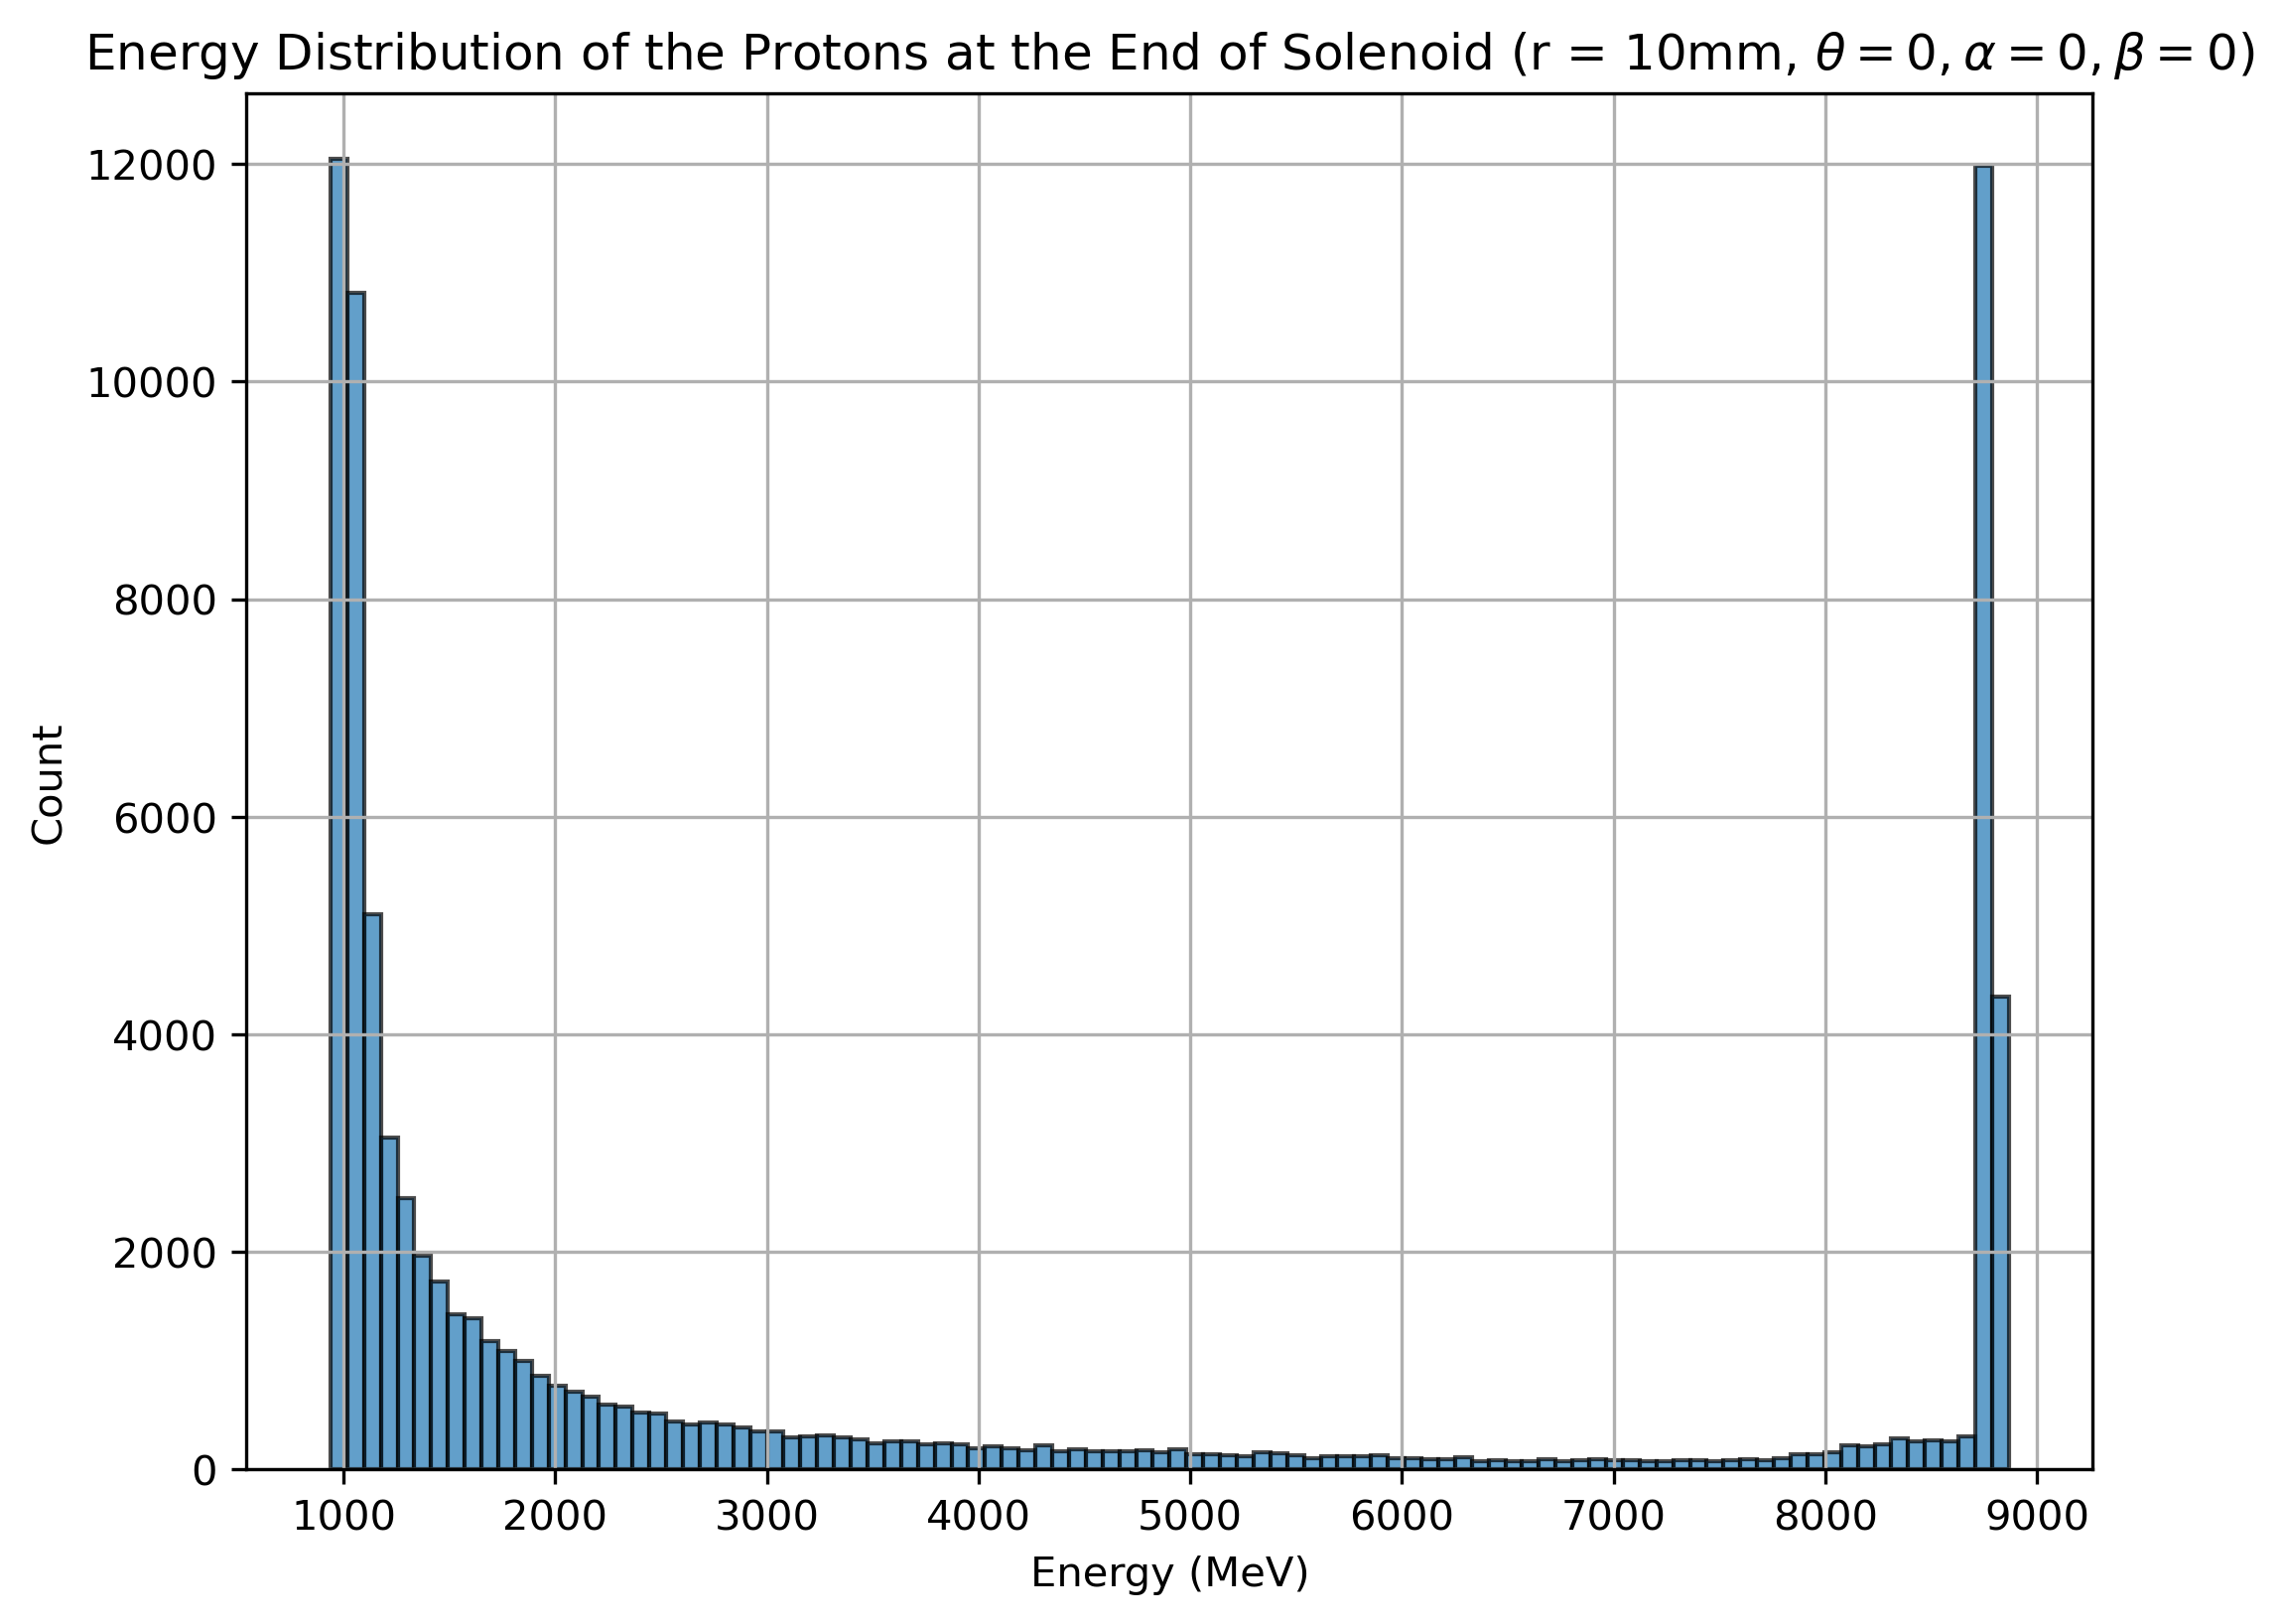 Energy Distribution of the Protons at the End of Solenoid (r = 10mm, θ = 0, α = 0, β = 0)
12000
10000
8000
6000
4000
2000
0
Count
1000 2000 3000 4000 5000 6000 7000 8000 9000
Energy (MeV)